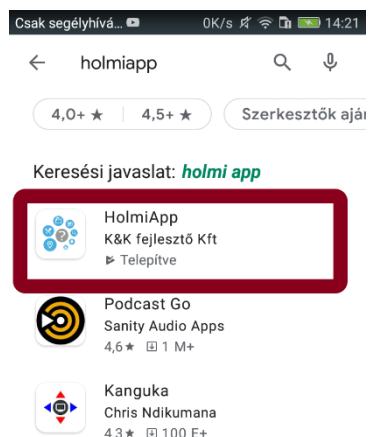 Csak segélyhívá... 0K/s 14:21
holmiapp
4,0+ ★ 4,5+ ★ Szerkesztők aján
Keresési javaslat: holmi app
HolmiApp
K&K fejlesztő Kft
Telepítve
Podcast Go
Sanity Audio Apps
4,6★ 1 M+
Kanguka
Chris Ndikumana
4,3★ 100 E+